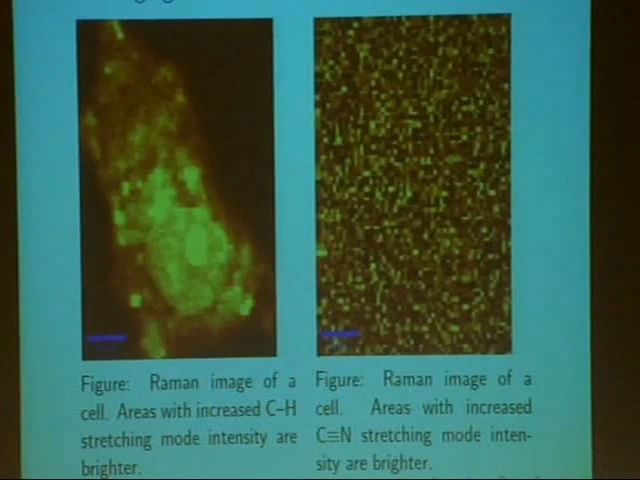 Figure: Raman image of a
cell. Areas with increased C–H
stretching mode intensity are
brighter.
Figure: Raman image of a
cell. Areas with increased
C≡N stretching mode inten-
sity are brighter.